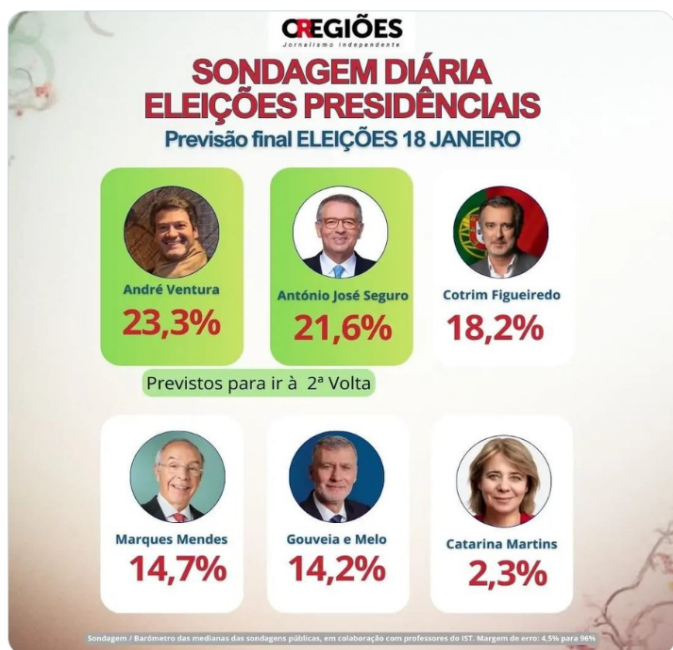 OREGIÕES
Jornalismo independente
SONDAGEM DIÁRIA
ELEIÇÕES PRESIDÊNCIAIS
Previsão final ELEIÇÕES 18 JANEIRO
André Ventura
23,3%
António José Seguro
21,6%
Cotrim Figueiredo
18,2%
Previstos para ir à 2ª Volta
Marques Mendes
14,7%
Gouveia e Melo
14,2%
Catarina Martins
2,3%
Sondagem / Barómetro das medianas das sondagens públicas, em colaboração com professores do IST. Margem de erro: 4,5% para 96%